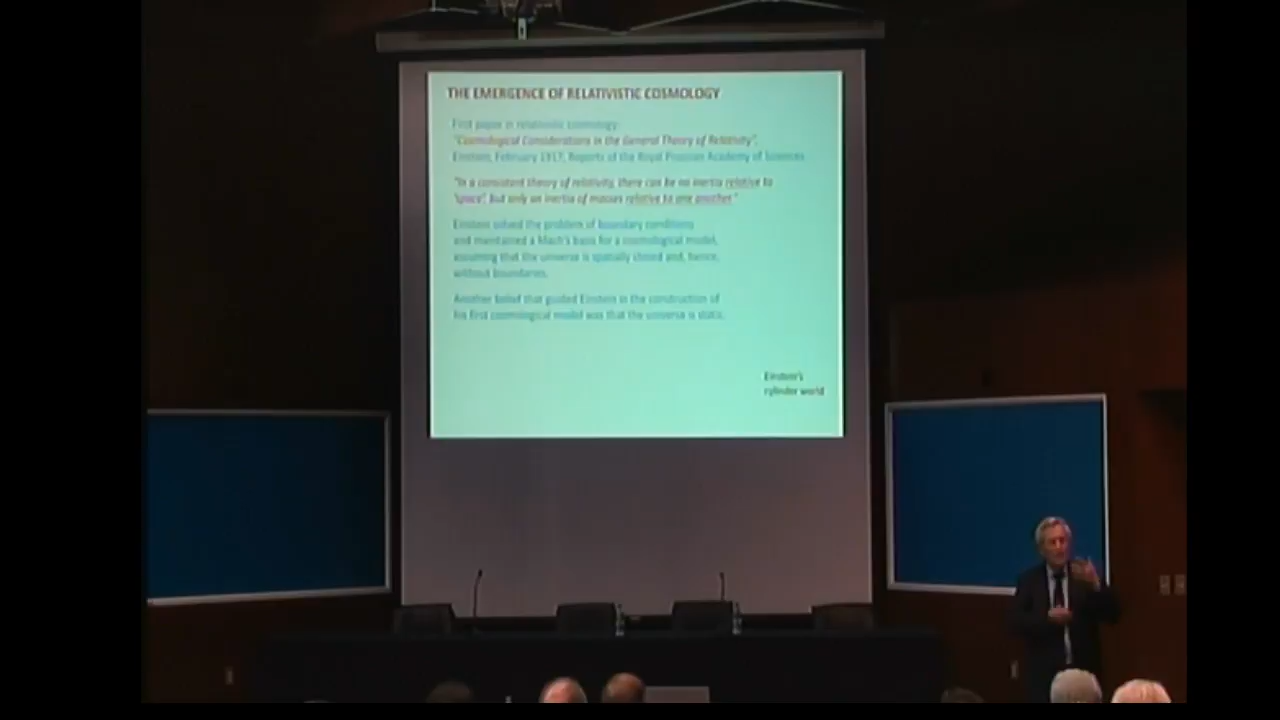 THE EMERGENCE OF RELATIVISTIC COSMOLOGY
First paper in relativistic cosmology:
"Cosmological Considerations in the General Theory of Relativity",
Einstein, February 1917, Reports of the Royal Prussian Academy of Sciences
"In a consistent theory of relativity, there can be no inertia relative to
'space', but only an inertia of masses relative to one another."
Einstein solved the problem of boundary conditions
and maintained a Mach's basis for a cosmological model,
assuming that the universe is spatially closed and, hence,
without boundaries.
Another belief that guided Einstein in the construction of
his first cosmological model was that the universe is static.
Einstein's
cylinder world